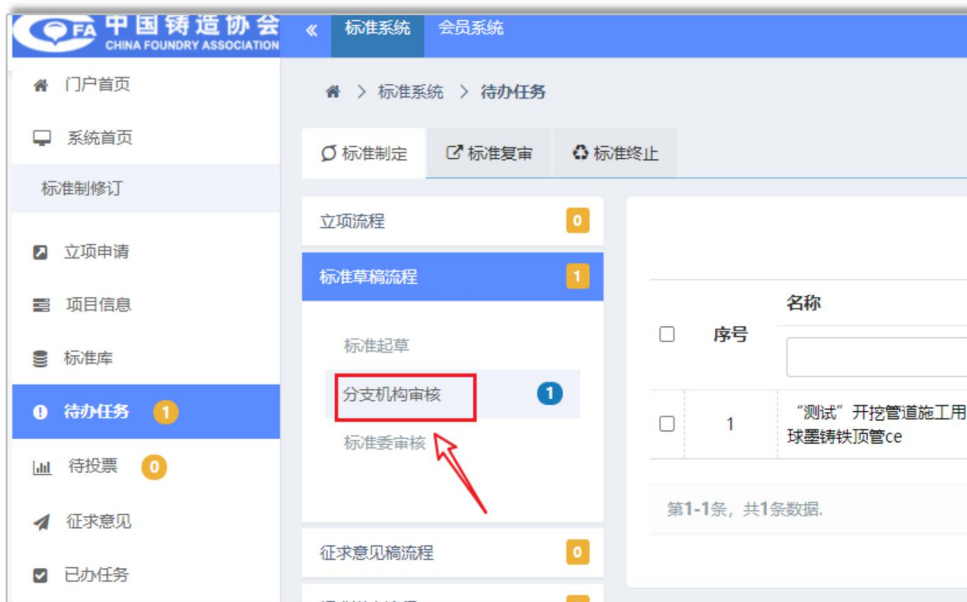 中国铸造协会
CHINA FOUNDRY ASSOCIATION
FA
« 标准系统 会员系统
门户首页
系统首页
标准制修订
立项申请
项目信息
标准库
待办任务 1
待投票 0
征求意见
已办任务
> 标准系统 > 待办任务
标准制定 标准复审 标准终止
立项流程 0
标准草稿流程 1
标准起草
分支机构审核 1
标准委审核
征求意见稿流程 0
序号 名称
1 “测试”开挖管道施工用
球墨铸铁顶管ce
第1-1条, 共1条数据.